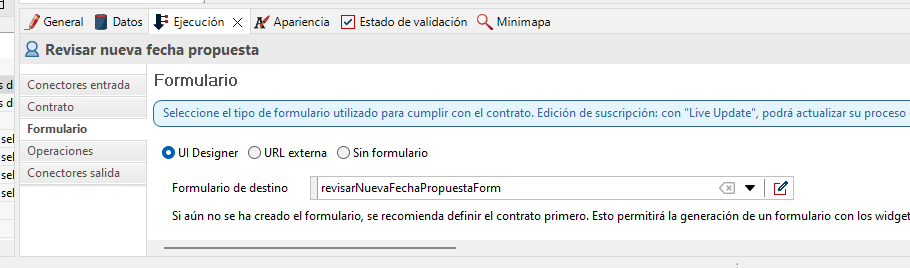 General Datos Ejecución Apariencia Estado de validación Minimapa
Revisar nueva fecha propuesta
Conectores entrada
Contrato
Formulario
Operaciones
Conectores salida
Formulario
Seleccione el tipo de formulario utilizado para cumplir con el contrato. Edición de suscripción: con "Live Update", podrá actualizar su proceso
UI Designer URL externa Sin formulario
Formulario de destino revisarNuevaFechaPropuestaForm
Si aún no se ha creado el formulario, se recomienda definir el contrato primero. Esto permitirá la generación de un formulario con los widget